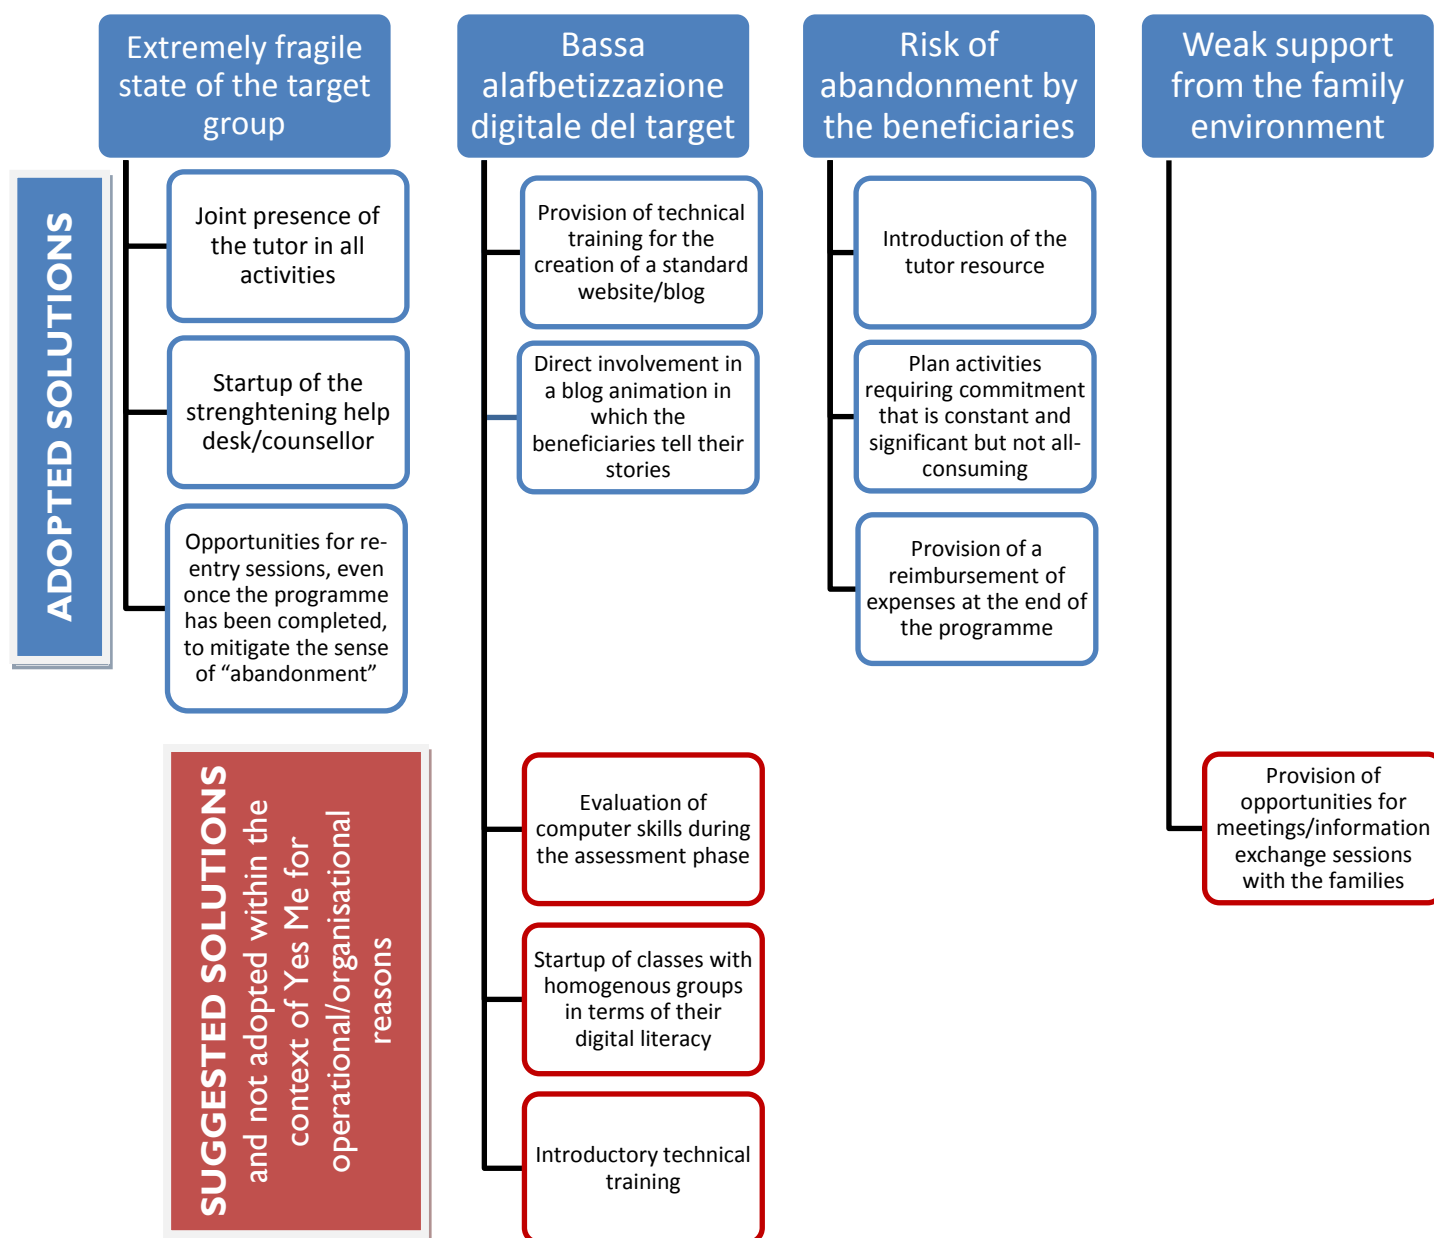 Extremely fragile
state of the target
group
Bassa
alafbetizzazione
digitale del target
Risk of
abandonment by
the beneficiaries
Weak support
from the family
environment
ADOPTED SOLUTIONS
Joint presence of
the tutor in all
activities
Startup of the
strenghtening help
desk/counsellor
Opportunities for re-
entry sessions, even
once the programme
has been completed,
to mitigate the sense
of “abandonment”
Provision of technical
training for the
creation of a standard
website/blog
Direct involvement in
a blog animation in
which the
beneficiaries tell their
stories
Introduction of the
tutor resource
Plan activities
requiring commitment
that is constant and
significant but not all-
consuming
Provision of a
reimbursement of
expenses at the end of
the programme
SUGGESTED SOLUTIONS
and not adopted within the
context of Yes Me for
operational/organisational
reasons
Evaluation of
computer skills during
the assessment phase
Startup of classes with
homogenous groups
in terms of their
digital literacy
Introductory technical
training
Provision of
opportunities for
meetings/information
exchange sessions
with the families